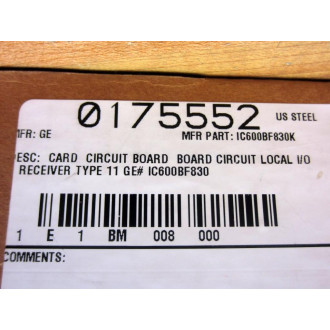 0175552 US STEEL
MFR: GE MFR PART: IC600BF830K
ESC: CARD CIRCUIT BOARD BOARD CIRCUIT LOCAL I/O
RECEIVER TYPE 11 GE# IC600BF830
1 E 1 BM 008 000
COMMENTS: